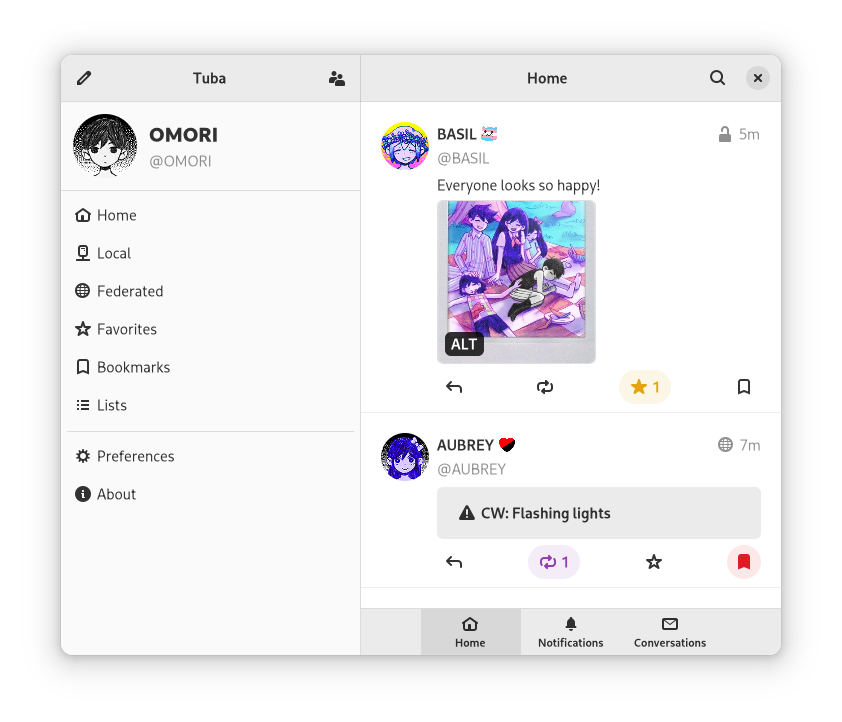 Tuba
Home
OMORI
@OMORI
Home
Local
Federated
Favorites
Bookmarks
Lists
Preferences
About
BASIL
5m
@BASIL
Everyone looks so happy!
ALT
1
AUBREY
7m
@AUBREY
CW: Flashing lights
1
Home
Notifications
Conversations